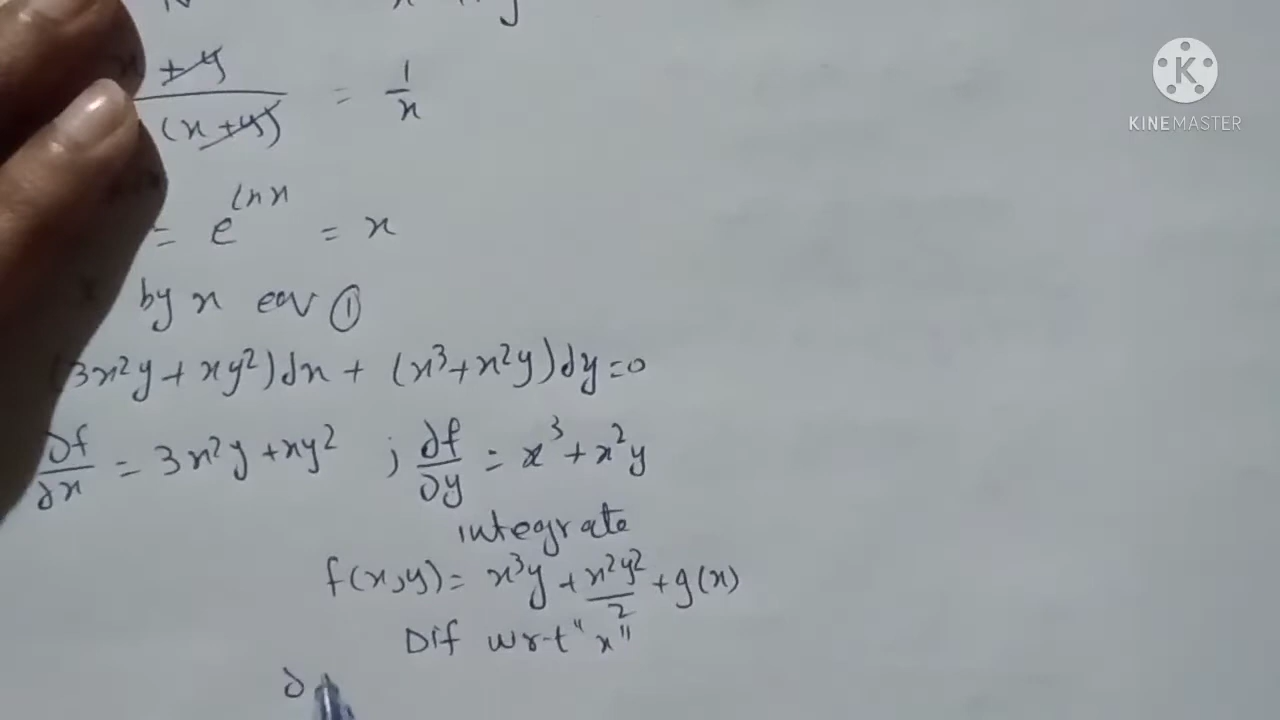 ± y / (x + y) = 1/x
= e^(ln x) = x
by x eqv ①
(3x²y + xy²)dx + (x³ + x²y)dy = 0
∂f/∂x = 3x²y + xy² ; ∂f/∂y = x³ + x²y
integrate
f(x,y) = x³y + x²y²/2 + g(x)
Dif w r t "x"
∂
KINEMASTER